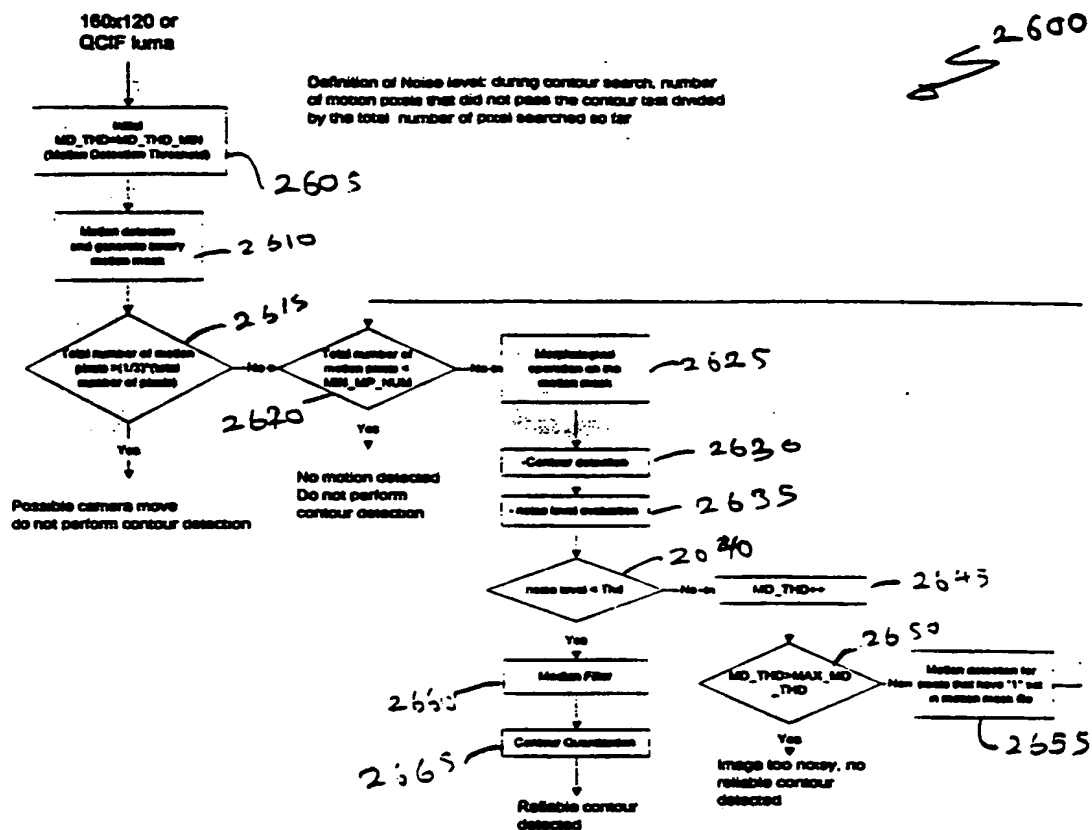 160x120 or
QCIF luma
2600
Definition of Noise level: during contour search, number
of motion pixels that did not pass the contour test divided
by the total number of pixel searched so far
Initial
MD_THD=MD_THD_MIN
(Motion Detection Threshold)
2605
Motion detection
and generate binary
motion mask
2610
2615
Total number of motion
pixels >(1/3)*(total
number of pixels)
No
Total number of
motion pixels <
MIN_MP_NUM
2620
No
Morphological
operation on the
motion mask
2625
Yes
Possible camera move
do not perform contour detection
Yes
No motion detected
Do not perform
contour detection
-Contour detection
2630
- noise level evaluation
2635
noise level < Thd
No
MD_THD++
2645
Yes
Median Filter
2660
MD_THD>MAX_MD
_THD
2650
Motion detection for
pixels that have "1" set
in motion mask
2655
Contour Quantization
2665
Yes
Image too noisy, no
reliable contour
detected
Reliable contour
detected